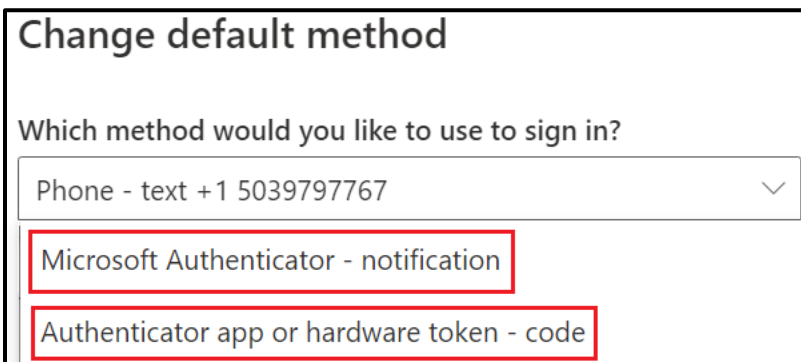 Change default method
Which method would you like to use to sign in?
Phone - text +1 5039797767
Microsoft Authenticator - notification
Authenticator app or hardware token - code